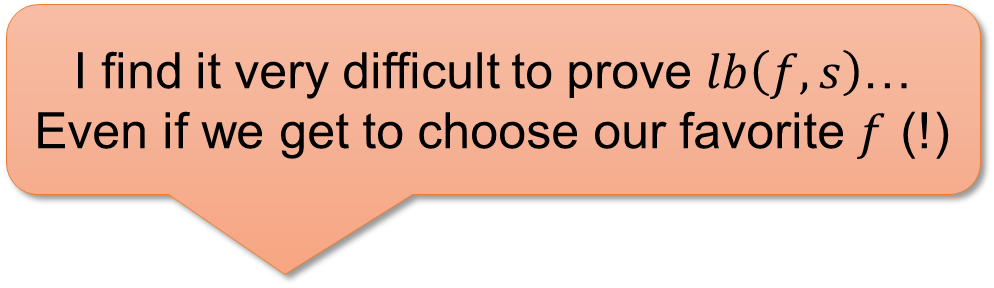 I find it very difficult to prove 𝑙𝑏(𝑓, 𝑠)…
Even if we get to choose our favorite 𝑓 (!)